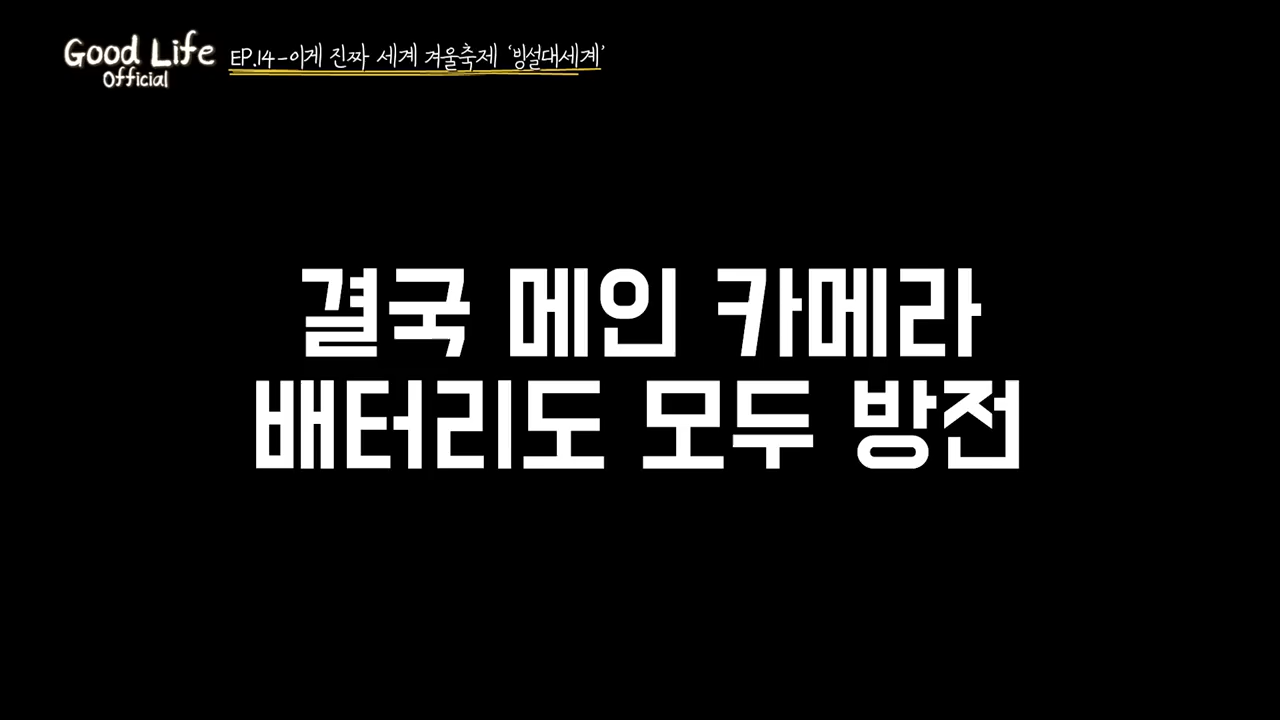 Good Life
Official
EP.14-이게 진짜 세계 겨울축제 ‘빙설대세계’
결국 메인 카메라
배터리도 모두 방전